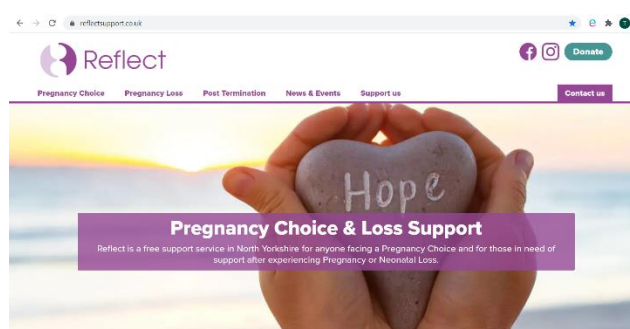 reflectsupport.co.uk
Reflect
Donate
Pregnancy Choice Pregnancy Loss Post Termination News & Events Support us Contact us
Hope
Pregnancy Choice & Loss Support
Reflect is a free support service in North Yorkshire for anyone facing a Pregnancy Choice and for those in need of
support after experiencing Pregnancy or Neonatal Loss.